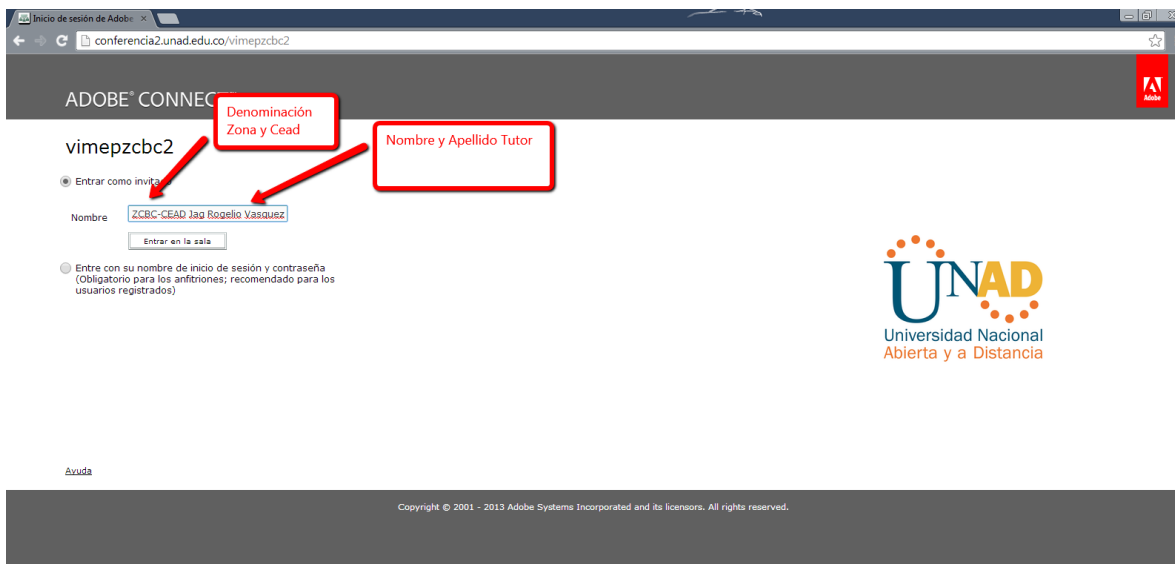 Inicio de sesión de Adobe
conferencia2.unad.edu.co/vimepzcbc2
ADOBE® CONNEC
Adobe
Denominación
Zona y Cead
Nombre y Apellido Tutor
vimepzcbc2
Entrar como invitado
Nombre
ZCBC-CEAD Jag Rogelio Vasquez
Entrar en la sala
Entre con su nombre de inicio de sesión y contraseña
(Obligatorio para los anfitriones; recomendado para los
usuarios registrados)
UNAD
Universidad Nacional
Abierta y a Distancia
Ayuda
Copyright © 2001 - 2013 Adobe Systems Incorporated and its licensors. All rights reserved.